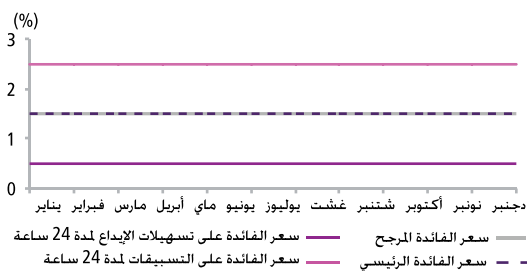 (%)
3
2
1
0
يناير فبراير مارس أبريل ماي يونيو يوليوز غشت شتنبر أكتوبر نونبر دجنبر
سعر الفائدة المرجح سعر الفائدة على تسهيلات الإيداع لمدة 24 ساعة
سعر الفائدة الرئيسي سعر الفائدة على التسبيقات لمدة 24 ساعة